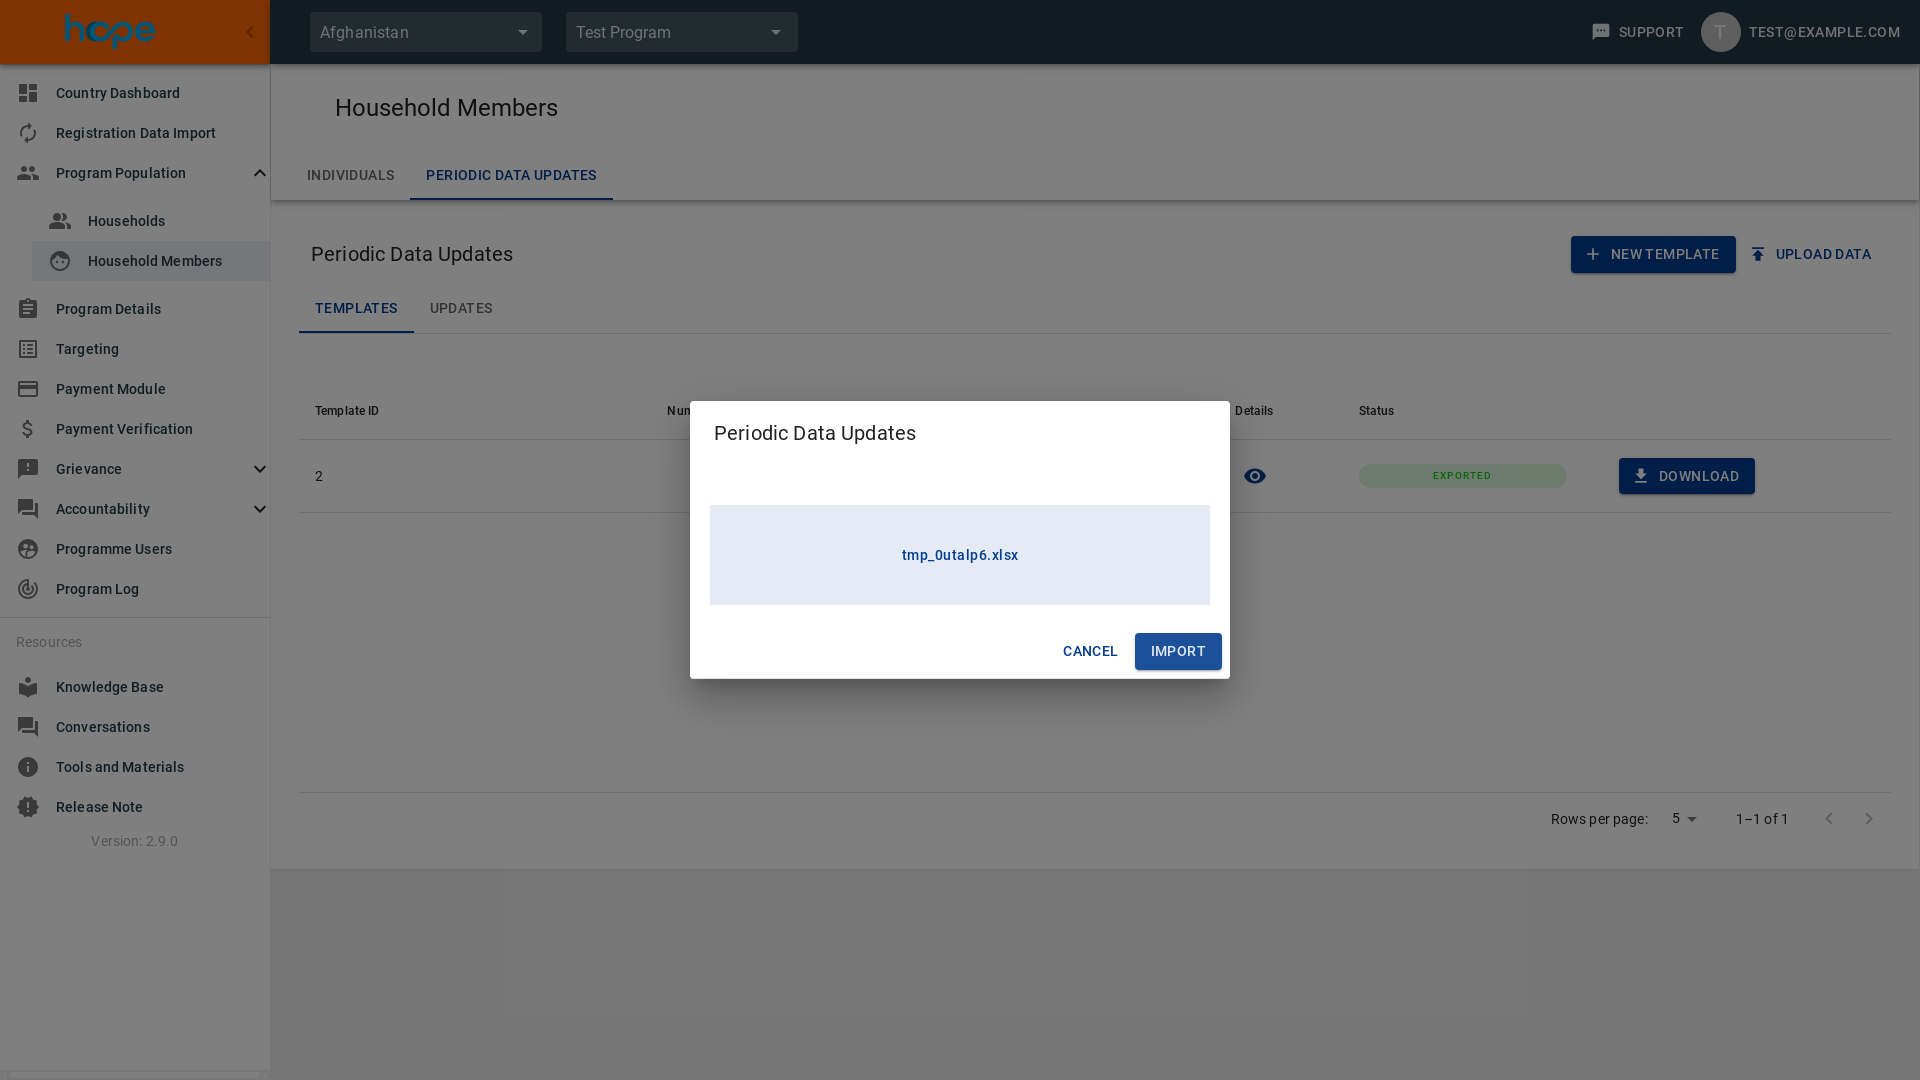 hope
Afghanistan
Test Program
SUPPORT
T
TEST@EXAMPLE.COM
Country Dashboard
Registration Data Import
Program Population
Households
Household Members
Program Details
Targeting
Payment Module
Payment Verification
Grievance
Accountability
Programme Users
Program Log
Resources
Knowledge Base
Conversations
Tools and Materials
Release Note
Version: 2.9.0
Household Members
INDIVIDUALS
PERIODIC DATA UPDATES
Periodic Data Updates
NEW TEMPLATE
UPLOAD DATA
TEMPLATES
UPDATES
Template ID
Details
Status
2
EXPORTED
DOWNLOAD
Rows per page:
5
1–1 of 1
Periodic Data Updates
tmp_0utalp6.xlsx
CANCEL
IMPORT